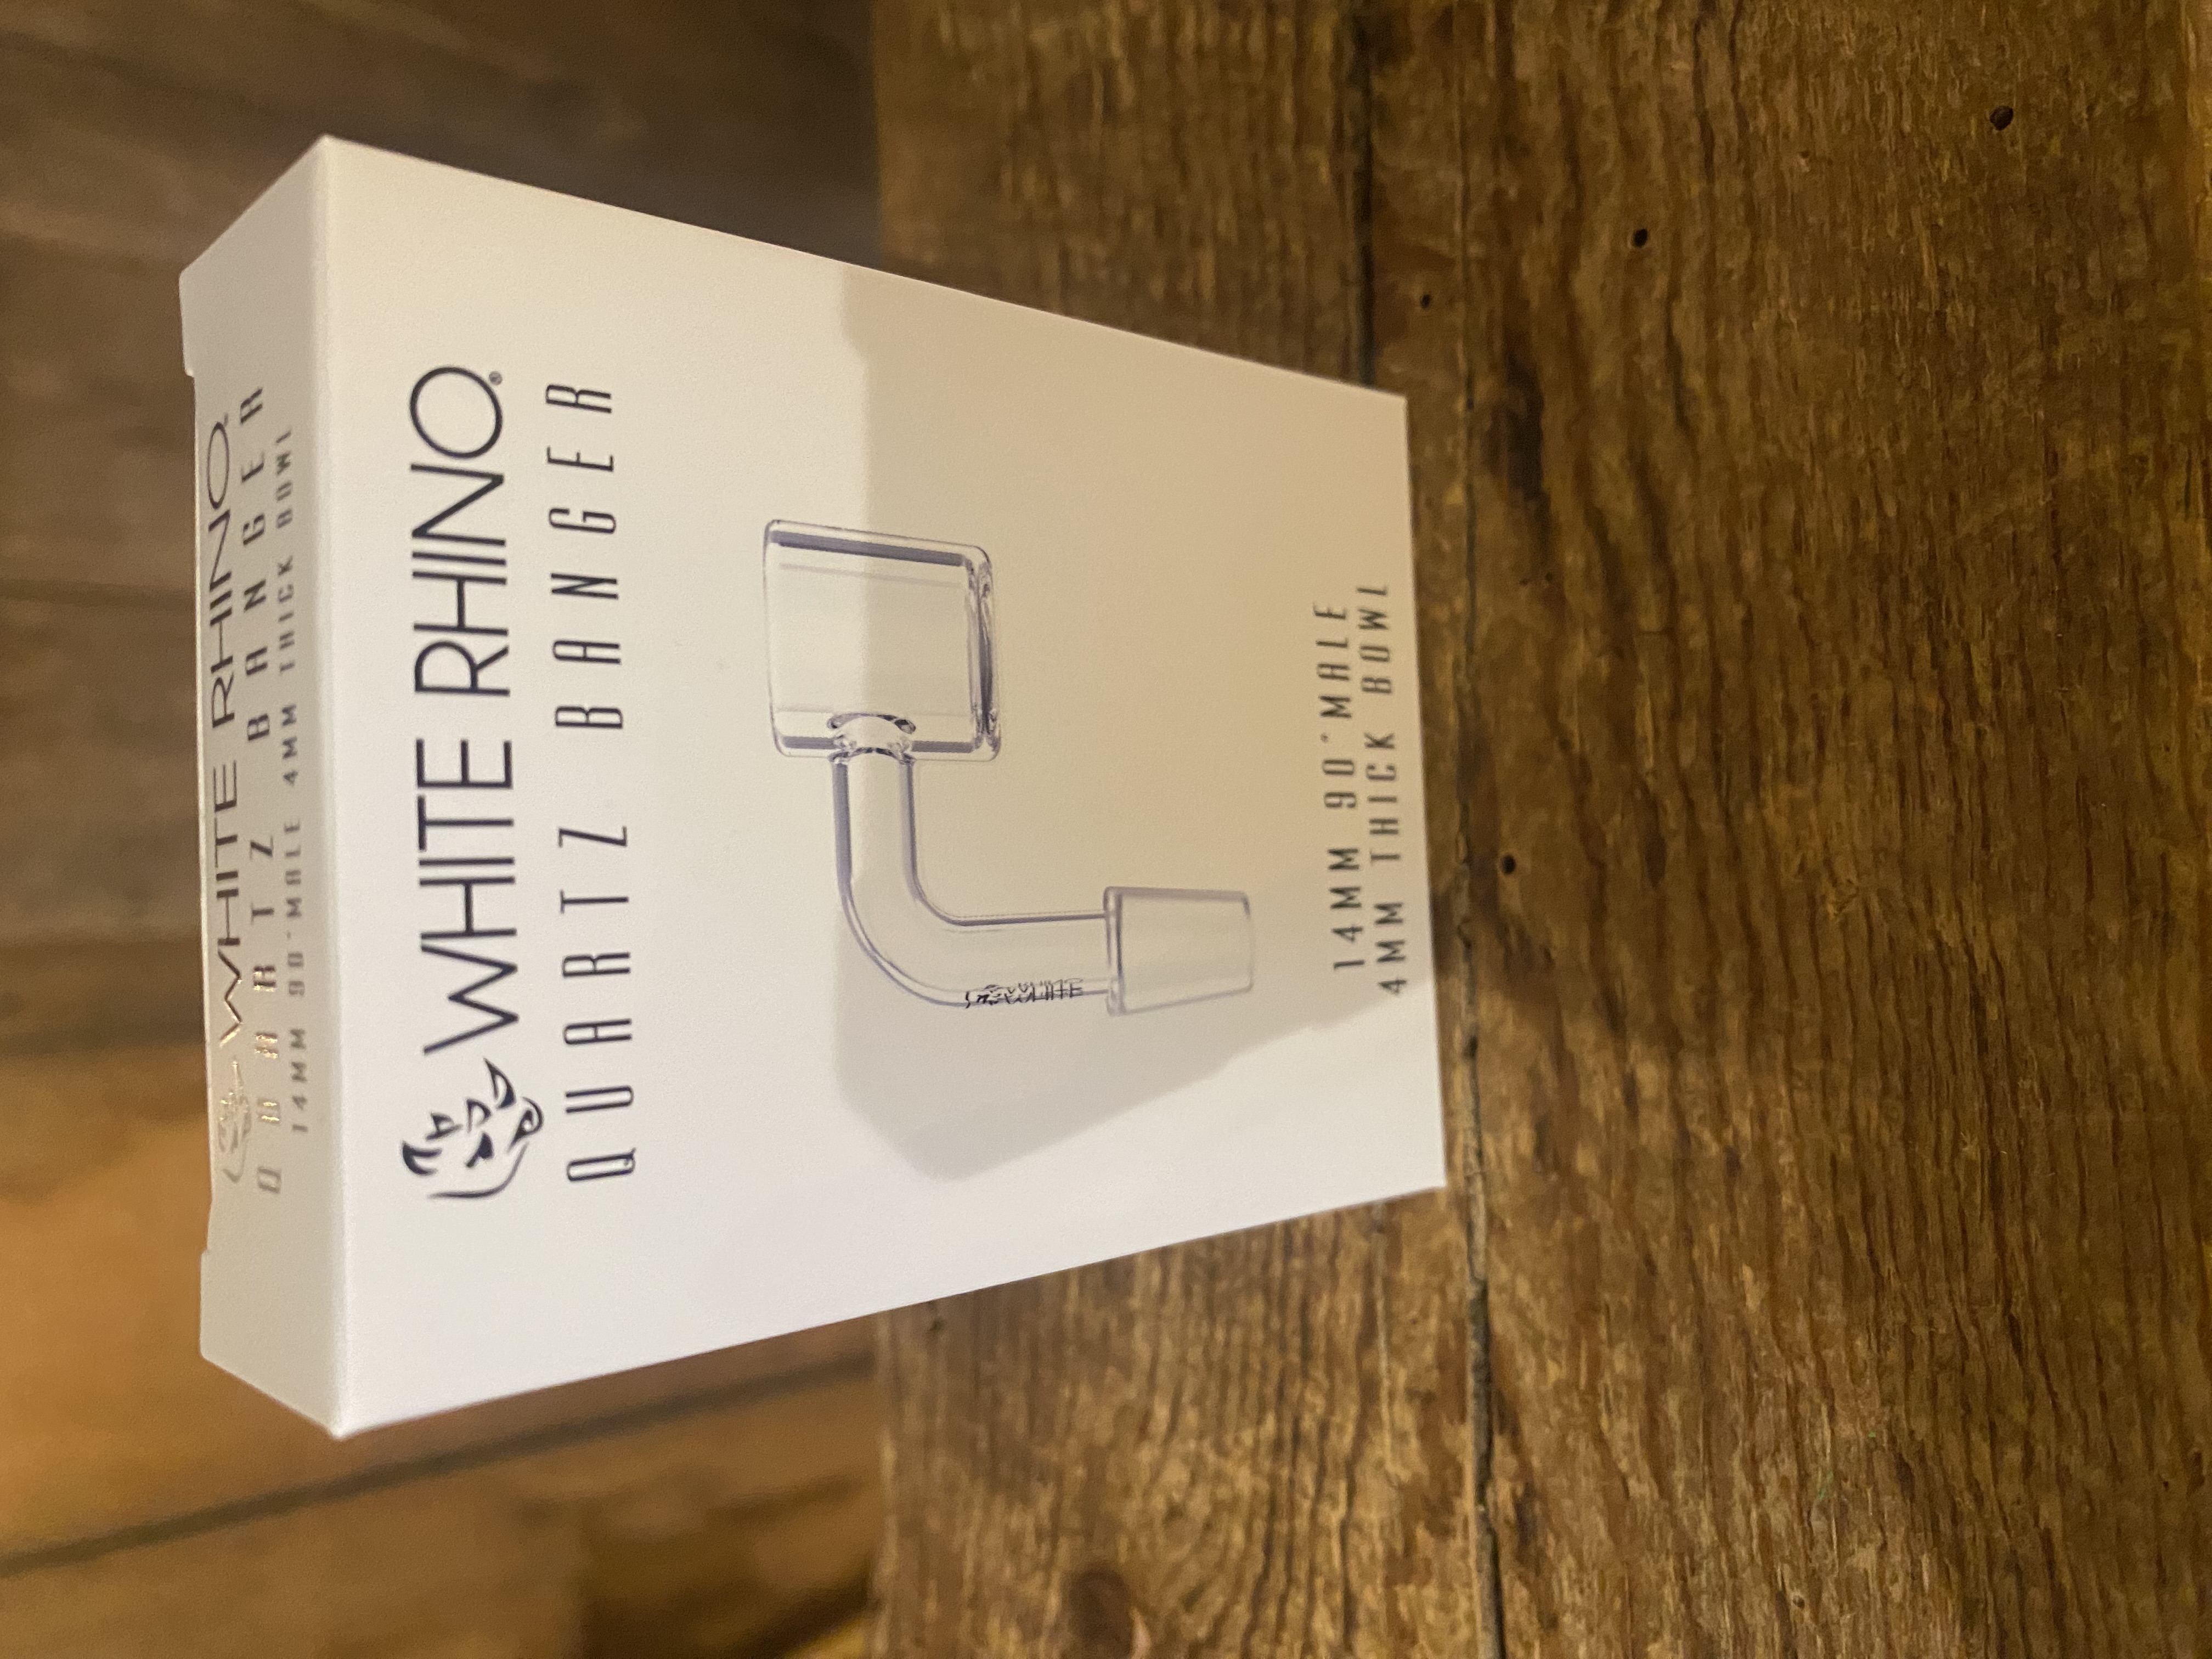 WHITE RHINO®
QUARTZ BANGER
14MM 90°MALE 4MM THICK BOWL
WHITE RHINO®
QUARTZ BANGER
WHITE
14MM 90°MALE
4MM THICK BOWL